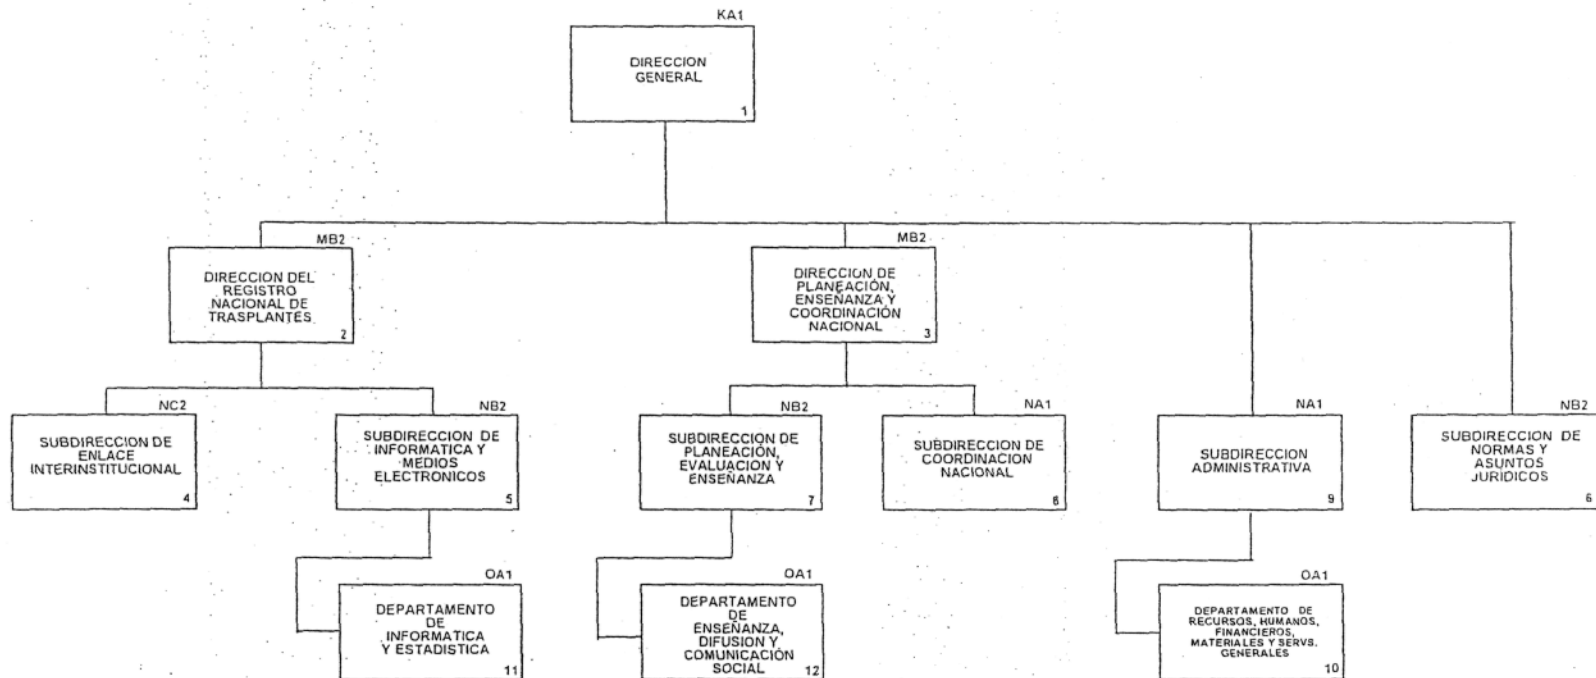 KA1
DIRECCION
GENERAL
1
MB2
DIRECCION DEL
REGISTRO
NACIONAL DE
TRASPLANTES
2
MB2
DIRECCION DE
PLANEACIÓN,
ENSEÑANZA Y
COORDINACIÓN
NACIONAL
3
NC2
SUBDIRECCION DE
ENLACE
INTERINSTITUCIONAL
4
NB2
SUBDIRECCION DE
INFORMATICA Y
MEDIOS
ELECTRONICOS
5
NB2
SUBDIRECCIÓN DE
PLANEACIÓN,
EVALUACION Y
ENSEÑANZA
7
NA1
SUBDIRECCION DE
COORDINACION
NACIONAL
8
NA1
SUBDIRECCION
ADMINISTRATIVA
9
NB2
SUBDIRECCION DE
NORMAS Y
ASUNTOS
JURÍDICOS
6
OA1
DEPARTAMENTO
DE
INFORMATICA
Y ESTADISTICA
11
OA1
DEPARTAMENTO
DE
ENSEÑANZA,
DIFUSION Y
COMUNICACIÓN
SOCIAL
12
OA1
DEPARTAMENTO DE
RECURSOS, HUMANOS,
FINANCIEROS,
MATERIALES Y SERVS.
GENERALES
10